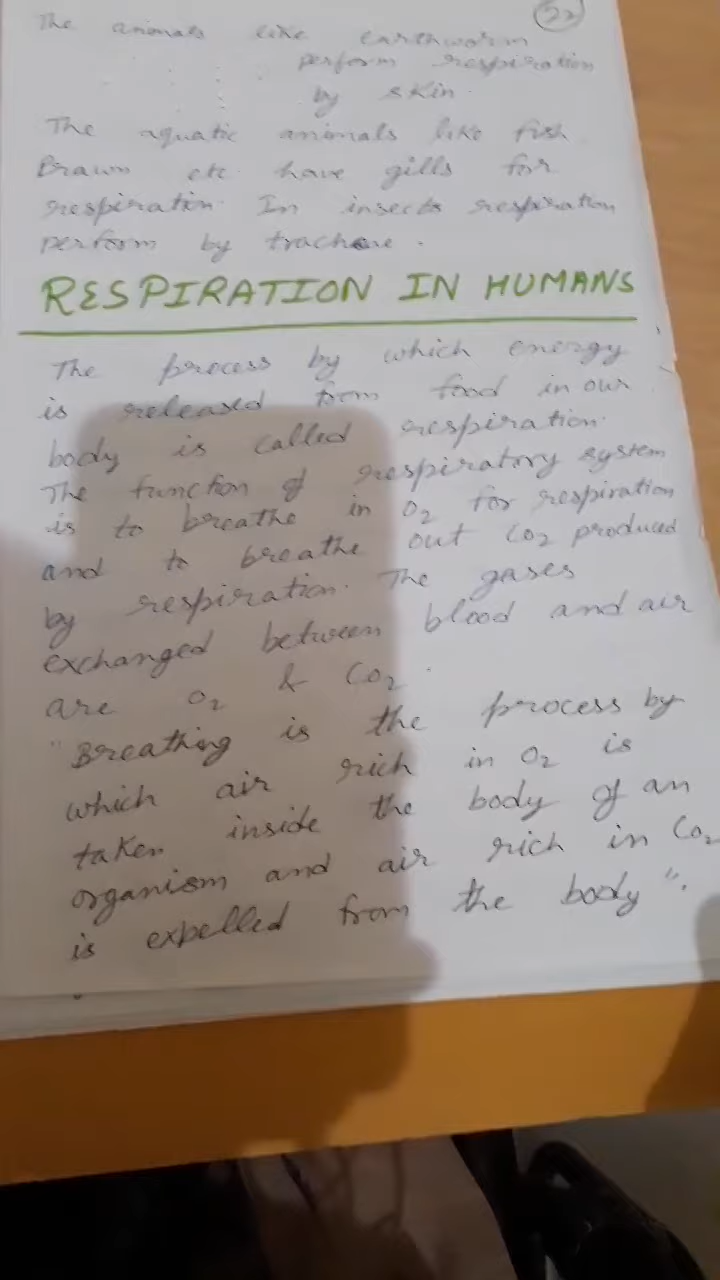 22
The animals like earthworm
perform respiration
by skin.
The aquatic animals like fish
Prawn etc. have gills for
respiration. In insects respiration
perform by tracheae.
RESPIRATION IN HUMANS
The process by which energy
is released from food in our
body is called respiration.
The function of respiratory system
is to breathe in O₂ for respiration
and to breathe out CO₂ produced
by respiration. The gases
exchanged between blood and air
are O₂ & CO₂.
"Breathing is the process by
which air rich in O₂ is
taken inside the body of an
organism and air rich in CO₂
is expelled from the body".